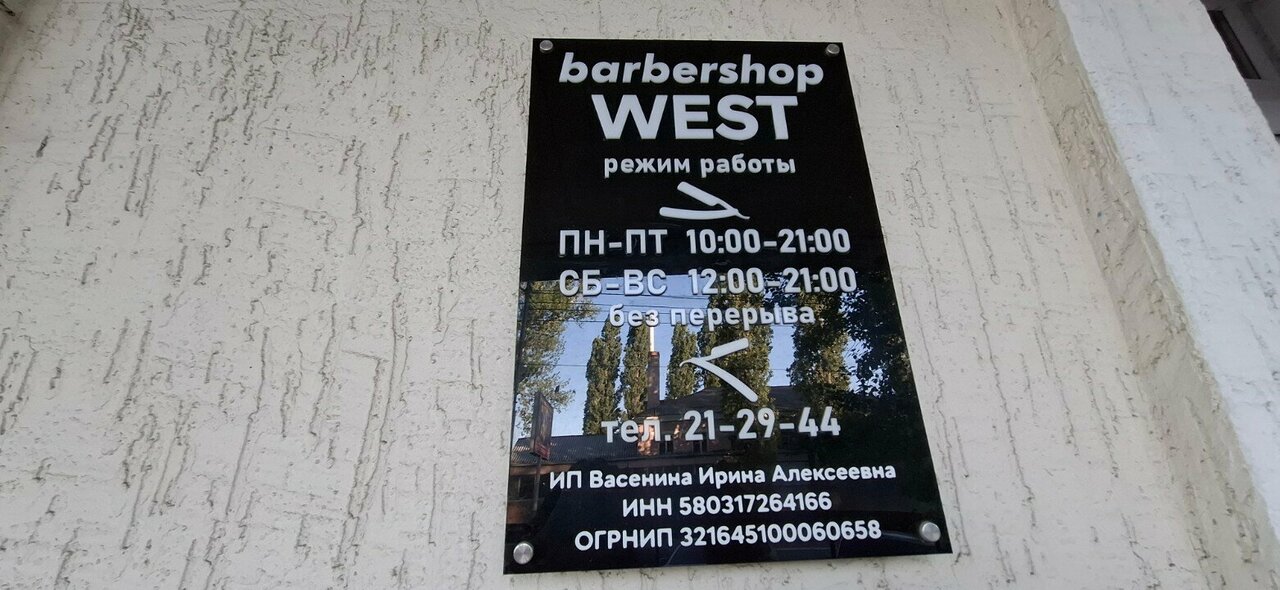 barbershop
WEST
режим работы
ПН-ПТ 10:00-21:00
СБ-ВС 12:00-21:00
без перерыва
тел. 21-29-44
ИП Васенина Ирина Алексеевна
ИНН 580317264166
ОГРНИП 321645100060658